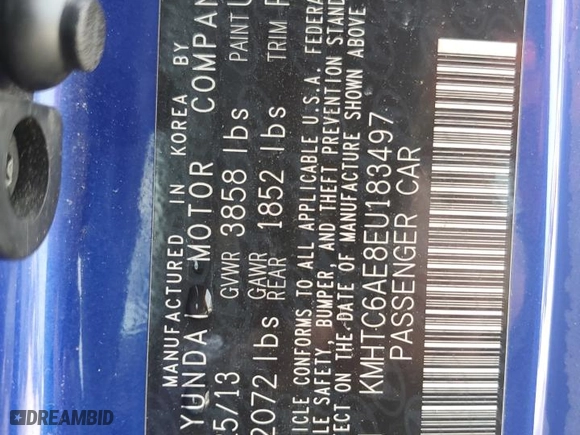 MANUFACTURED IN KOREA BY
YUNDAI MOTOR COMPAN
25/13 GVWR 3858 lbs PAINT U
2072 lbs GAWR REAR 1852 lbs TRIM
ICLE CONFORMS TO ALL APPLICABLE U.S.A. FEDERA
LE SAFETY, BUMPER, AND THEFT PREVENTION STAND
ECT ON THE DATE OF MANUFACTURE SHOWN ABOVE
KMHTC6AE8EU183497
PASSENGER CAR
DREAMBID